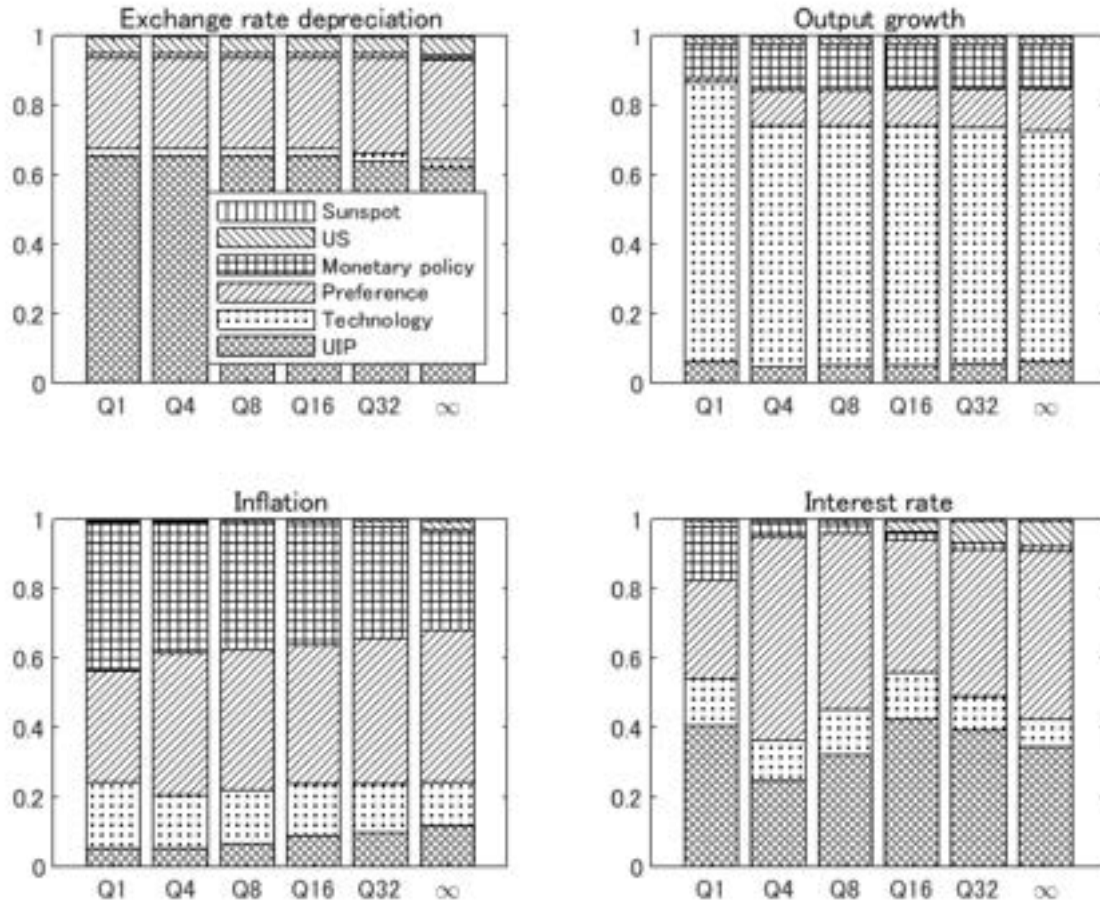 Exchange rate depreciation
1
0.8
0.6
0.4
0.2
0
Sunspot
US
Monetary policy
Preference
Technology
UIP
Q1 Q4 Q8 Q16 Q32 ∞
Output growth
1
0.8
0.6
0.4
0.2
0
Q1 Q4 Q8 Q16 Q32 ∞
Inflation
1
0.8
0.6
0.4
0.2
0
Q1 Q4 Q8 Q16 Q32 ∞
Interest rate
1
0.8
0.6
0.4
0.2
0
Q1 Q4 Q8 Q16 Q32 ∞